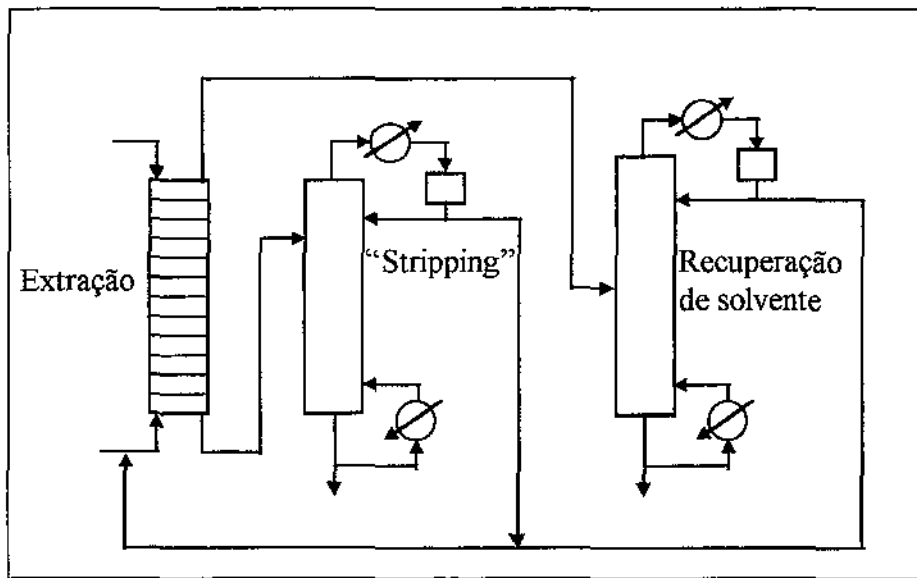 Extração
“Stripping”
Recuperação
de solvente